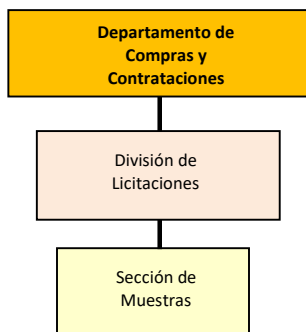 Departamento de
Compras y
Contrataciones
División de
Licitaciones
Sección de
Muestras